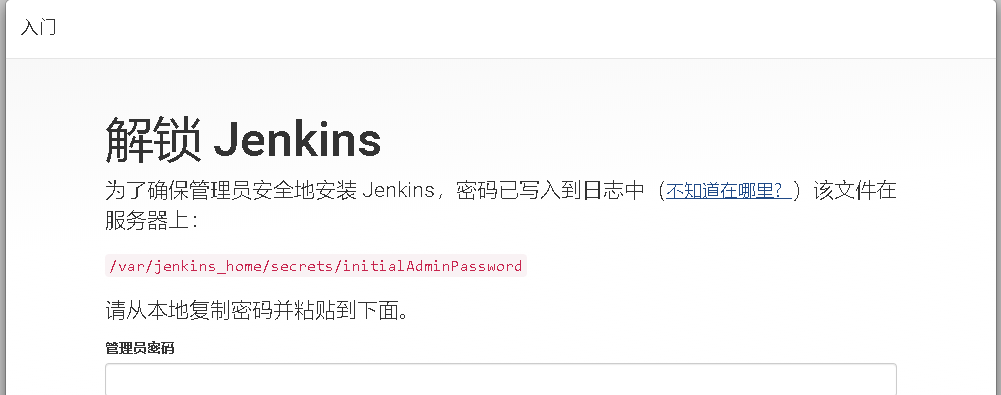 入门
解锁 Jenkins
为了确保管理员安全地安装 Jenkins，密码已写入到日志中（不知道在哪里？）该文件在
服务器上：
/var/jenkins_home/secrets/initialAdminPassword
请从本地复制密码并粘贴到下面。
管理员密码